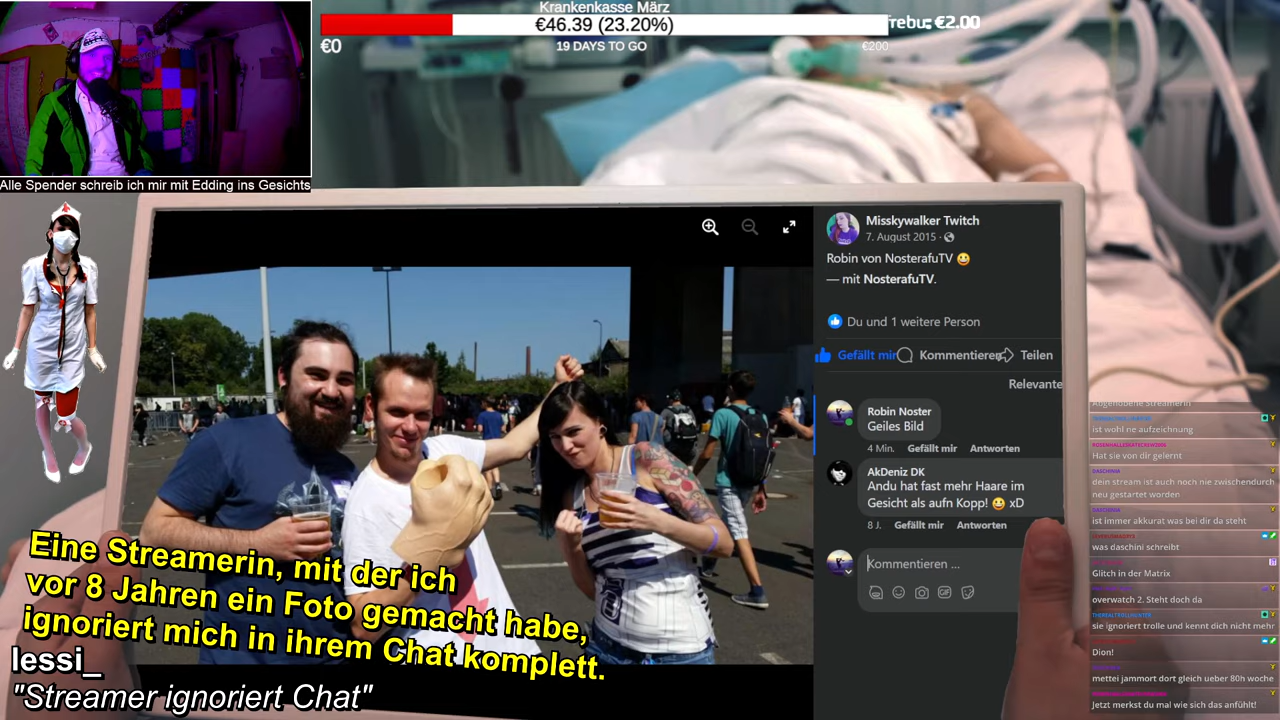 Krankenkasse März
€46.39 (23.20%)
€0
19 DAYS TO GO
€200
trebu: €2.00
Alle Spender schreib ich mir mit Edding ins Gesichts
Misskywalker Twitch
7. August 2015 ·
Robin von NosterafuTV 😀
— mit NosterafuTV.
Du und 1 weitere Person
Gefällt mir Kommentieren Teilen
Relevante
Robin Noster
Geiles Bild
4 Min. Gefällt mir Antworten
AkDeniz DK
Andu hat fast mehr Haare im
Gesicht als aufn Kopp! 😀 xD
8 J. Gefällt mir Antworten
Kommentieren ...
GIF
Eine Streamerin, mit der ich
vor 8 Jahren ein Foto gemacht habe,
ignoriert mich in ihrem Chat komplett.
lessi_
"Streamer ignoriert Chat"
ist wohl ne aufzeichnung
Hat sie von dir gelernt
DASCHINIA
dein stream ist auch noch nie zwischendurch
neu gestartet worden
DASCHINIA
ist immer akkurat was bei dir da steht
was daschini schreibt
Glitch in der Matrix
overwatch 2. Steht doch da
sie ignoriert trolle und kennt dich nicht mehr
Dion!
mettei jammort dort gleich ueber 80h woche
Jetzt merkst du mal wie sich das anfühlt!